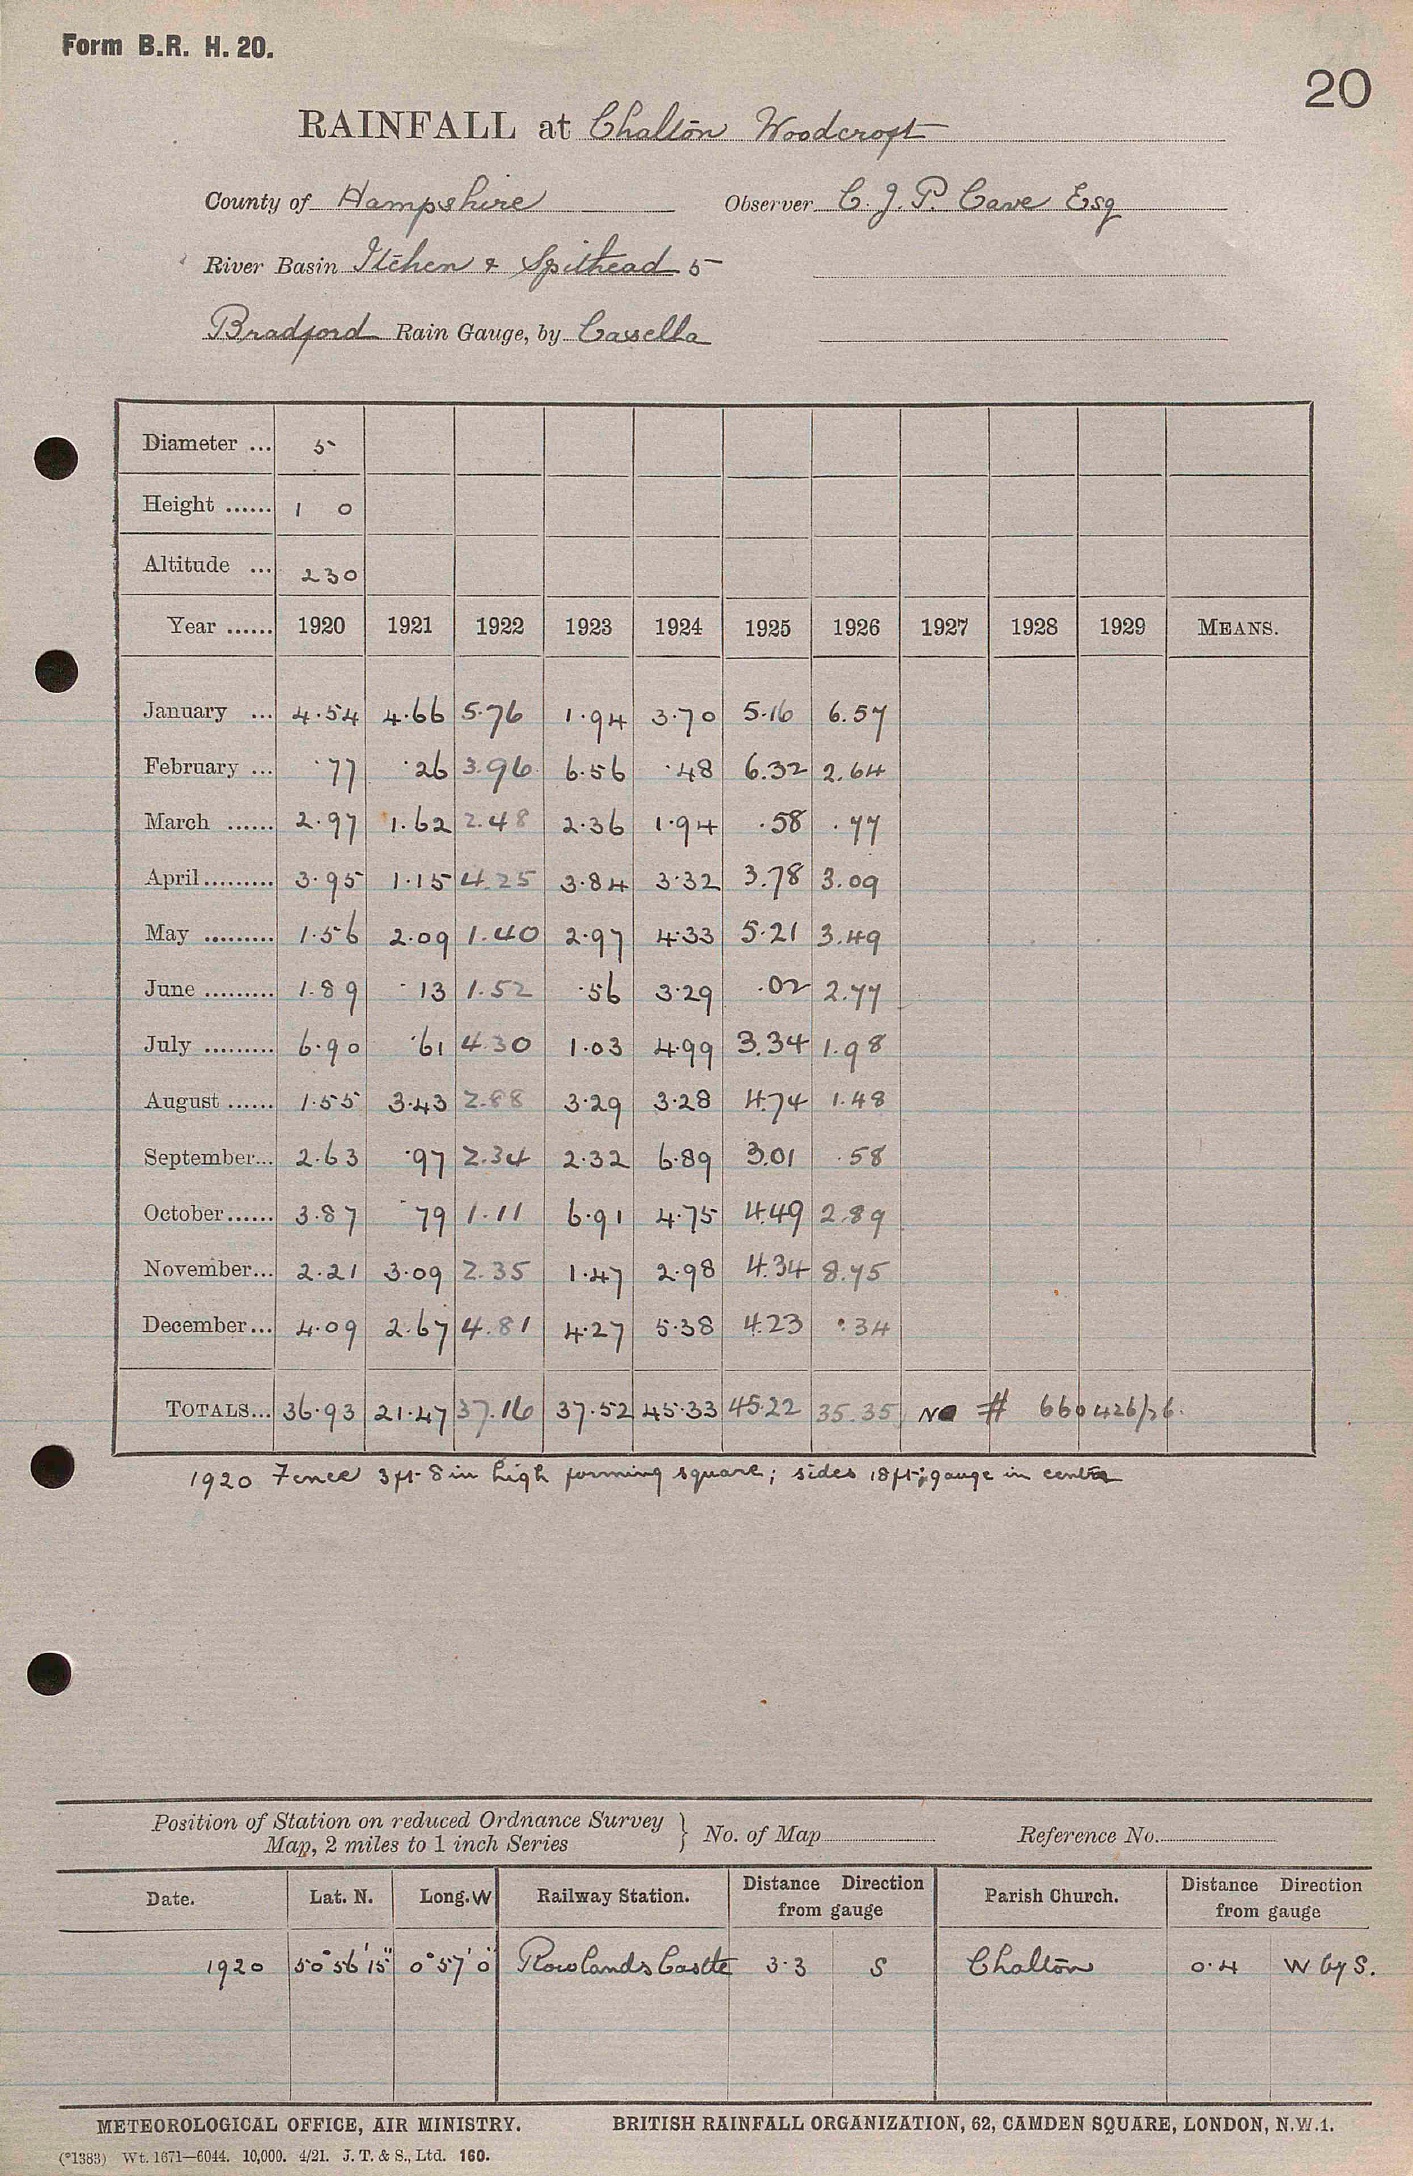 Form B.R. H. 20.
20
RAINFALL at Chalton Woodcroft
County of Hampshire Observer C. J. P. Cave Esq
River Basin Itchen & Spithead 5
Bradford Rain Gauge, by Casella
Diameter ... 5
Height ...... 1 0
Altitude ... 230
Year ...... 1920 1921 1922 1923 1924 1925 1926 1927 1928 1929 MEANS.
January ... 4.54 4.66 5.76 1.94 3.70 5.16 6.57
February ... .77 .26 3.96 6.56 .48 6.32 2.64
March ...... 2.97 1.62 2.48 2.36 1.94 .58 .77
April ......... 3.95 1.15 4.25 3.84 3.32 3.78 3.09
May ......... 1.56 2.09 1.40 2.97 4.33 5.21 3.49
June ......... 1.89 .13 1.52 .56 3.29 .02 2.77
July ......... 6.90 .61 4.30 1.03 4.99 3.34 1.98
August ...... 1.55 3.43 2.88 3.29 3.28 4.74 1.48
September... 2.63 .97 2.34 2.32 6.89 3.01 .58
October ...... 3.87 .79 1.11 6.91 4.75 4.49 2.89
November... 2.21 3.09 2.35 1.47 2.98 4.34 8.75
December... 4.09 2.67 4.81 4.27 5.38 4.23 .34
TOTALS... 36.93 21.47 37.16 37.52 45.33 45.22 35.35 No # 660426/26.
1920 Fence 3ft 8in high forming square; sides 18ft; gauge in centre
Position of Station on reduced Ordnance Survey
Map, 2 miles to 1 inch Series } No. of Map Reference No.
Date. Lat. N. Long. W Railway Station. Distance Direction from gauge Parish Church. Distance Direction from gauge
1920 50° 56' 15" 0° 57' 0" Rowlands Castle 3.3 S Chalton 0.4 W by S.
METEOROLOGICAL OFFICE, AIR MINISTRY. BRITISH RAINFALL ORGANIZATION, 62, CAMDEN SQUARE, LONDON, N.W.1.
(*1383) Wt. 1671—6044. 10,000. 4/21. J. T. & S., Ltd. 160.